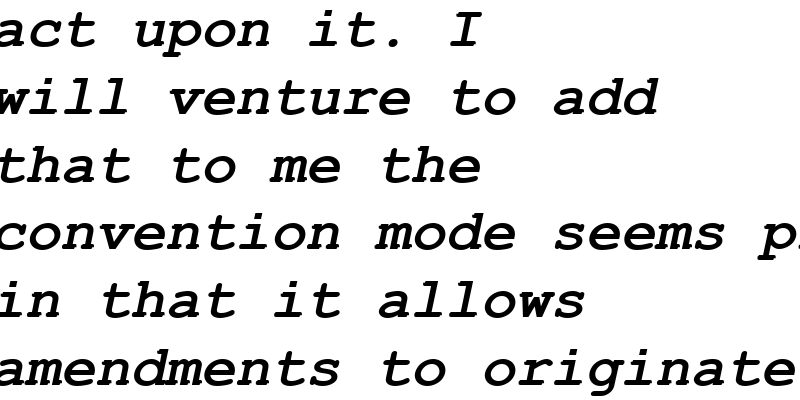 act upon it. I
will venture to add
that to me the
convention mode seems
in that it allows
amendments to originate